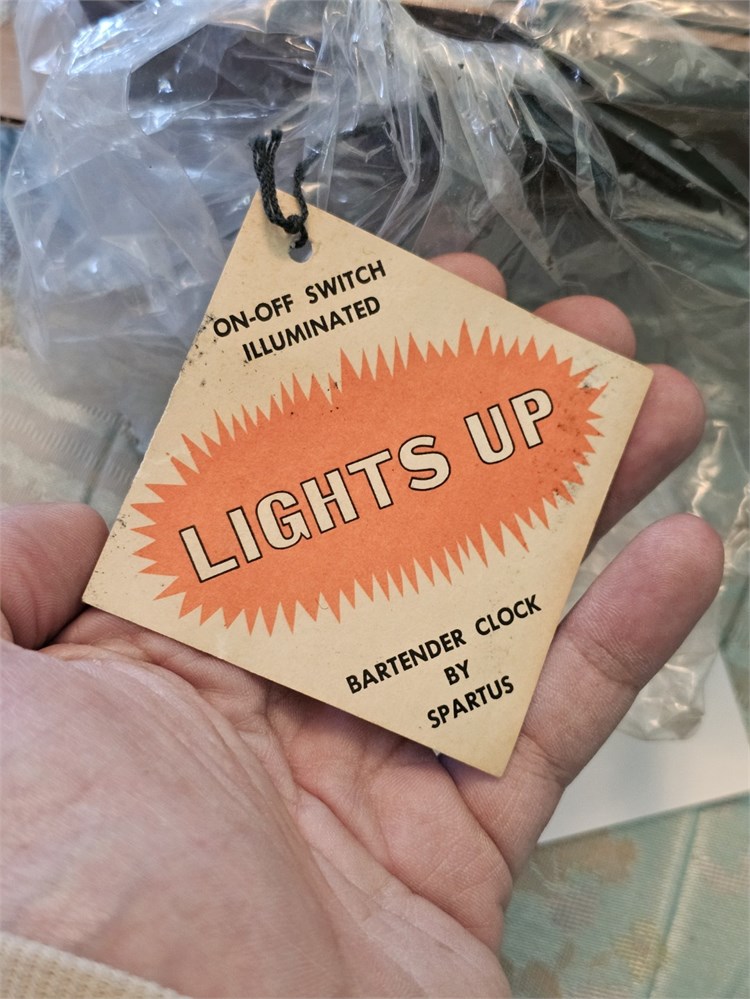 ON-OFF SWITCH
ILLUMINATED
LIGHTS UP
BARTENDER CLOCK
BY
SPARTUS